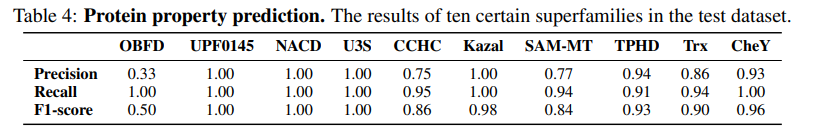 Table 4: Protein property prediction. The results of ten certain superfamilies in the test dataset.
OBFD UPF0145 NACD U3S CCHC Kazal SAM-MT TPHD Trx CheY
Precision 0.33 1.00 1.00 1.00 0.75 1.00 0.77 0.94 0.86 0.93
Recall 1.00 1.00 1.00 1.00 0.95 1.00 0.94 0.91 0.94 1.00
F1-score 0.50 1.00 1.00 1.00 0.86 0.98 0.84 0.93 0.90 0.96